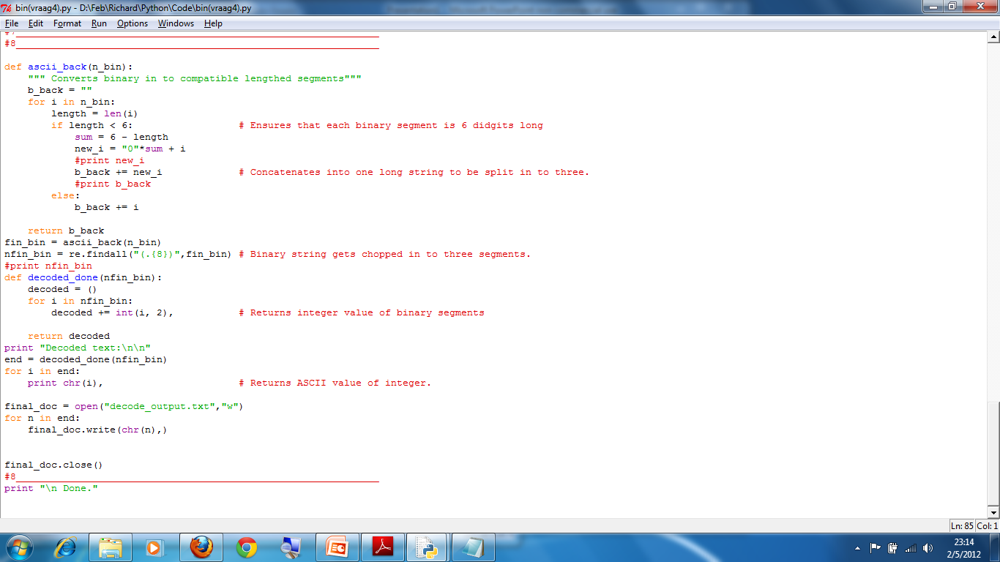 bin(vraag4).py - D:\Feb\Richard\Python\Code\bin(vraag4).py
File Edit Format Run Options Windows Help
#8______________________________________________________________
def ascii_back(n_bin):
    """ Converts binary in to compatible lengthed segments"""
    b_back = ""
    for i in n_bin:
        length = len(i)
        if length < 6:                  # Ensures that each binary segment is 6 didgits long
            sum = 6 - length
            new_i = "0"*sum + i
            #print new_i
            b_back += new_i             # Concatenates into one long string to be split in to three.
            #print b_back
        else:
            b_back += i
    return b_back
fin_bin = ascii_back(n_bin)
nfin_bin = re.findall("(.{8})",fin_bin) # Binary string gets chopped in to three segments.
#print nfin_bin
def decoded_done(nfin_bin):
    decoded = ()
    for i in nfin_bin:
        decoded += int(i, 2),           # Returns integer value of binary segments
    return decoded
print "Decoded text:\n\n"
end = decoded_done(nfin_bin)
for i in end:
    print chr(i),                       # Returns ASCII value of integer.
final_doc = open("decode_output.txt","w")
for n in end:
    final_doc.write(chr(n),)
final_doc.close()
#8______________________________________________________________
print "\n Done."
Ln: 85 Col: 1
23:14
2/5/2012